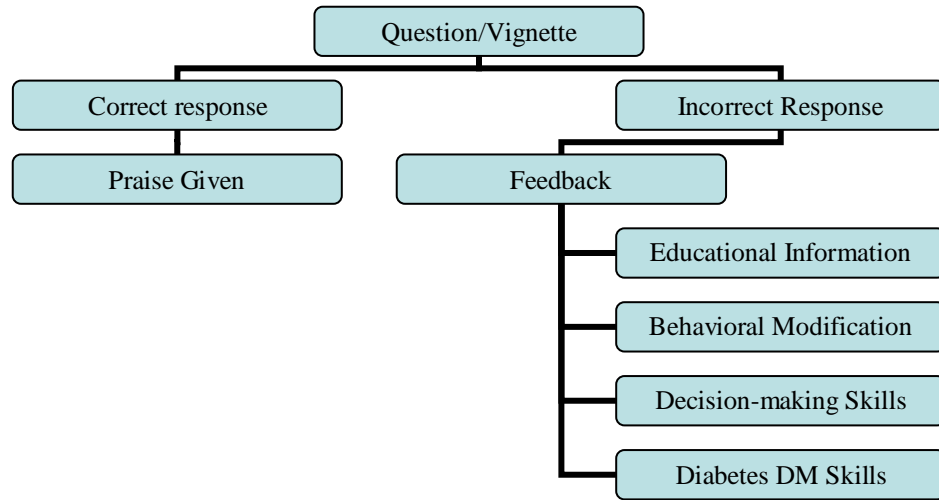 Question/Vignette
Correct response
Incorrect Response
Praise Given
Feedback
Educational Information
Behavioral Modification
Decision-making Skills
Diabetes DM Skills